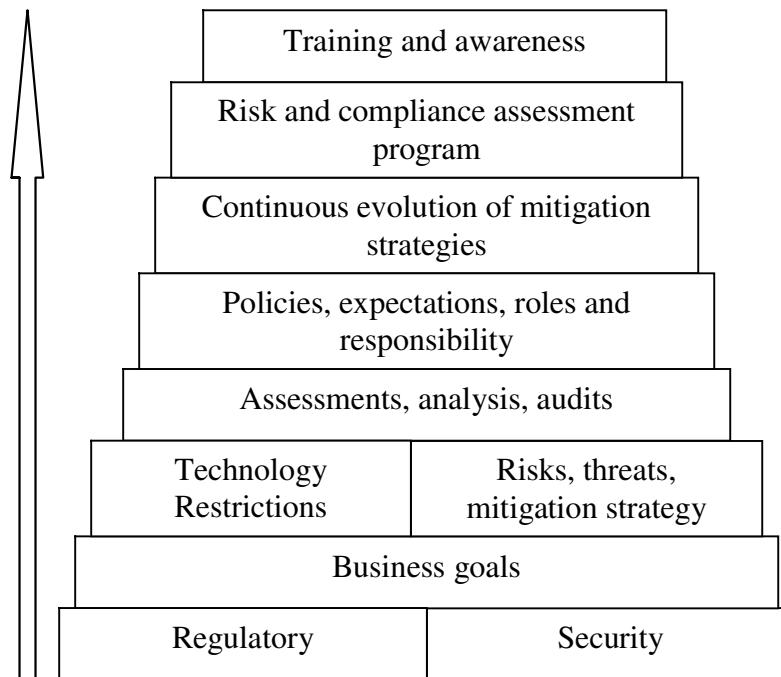 Training and awareness
Risk and compliance assessment
program
Continuous evolution of mitigation
strategies
Policies, expectations, roles and
responsibility
Assessments, analysis, audits
Technology
Restrictions
Risks, threats,
mitigation strategy
Business goals
Regulatory
Security